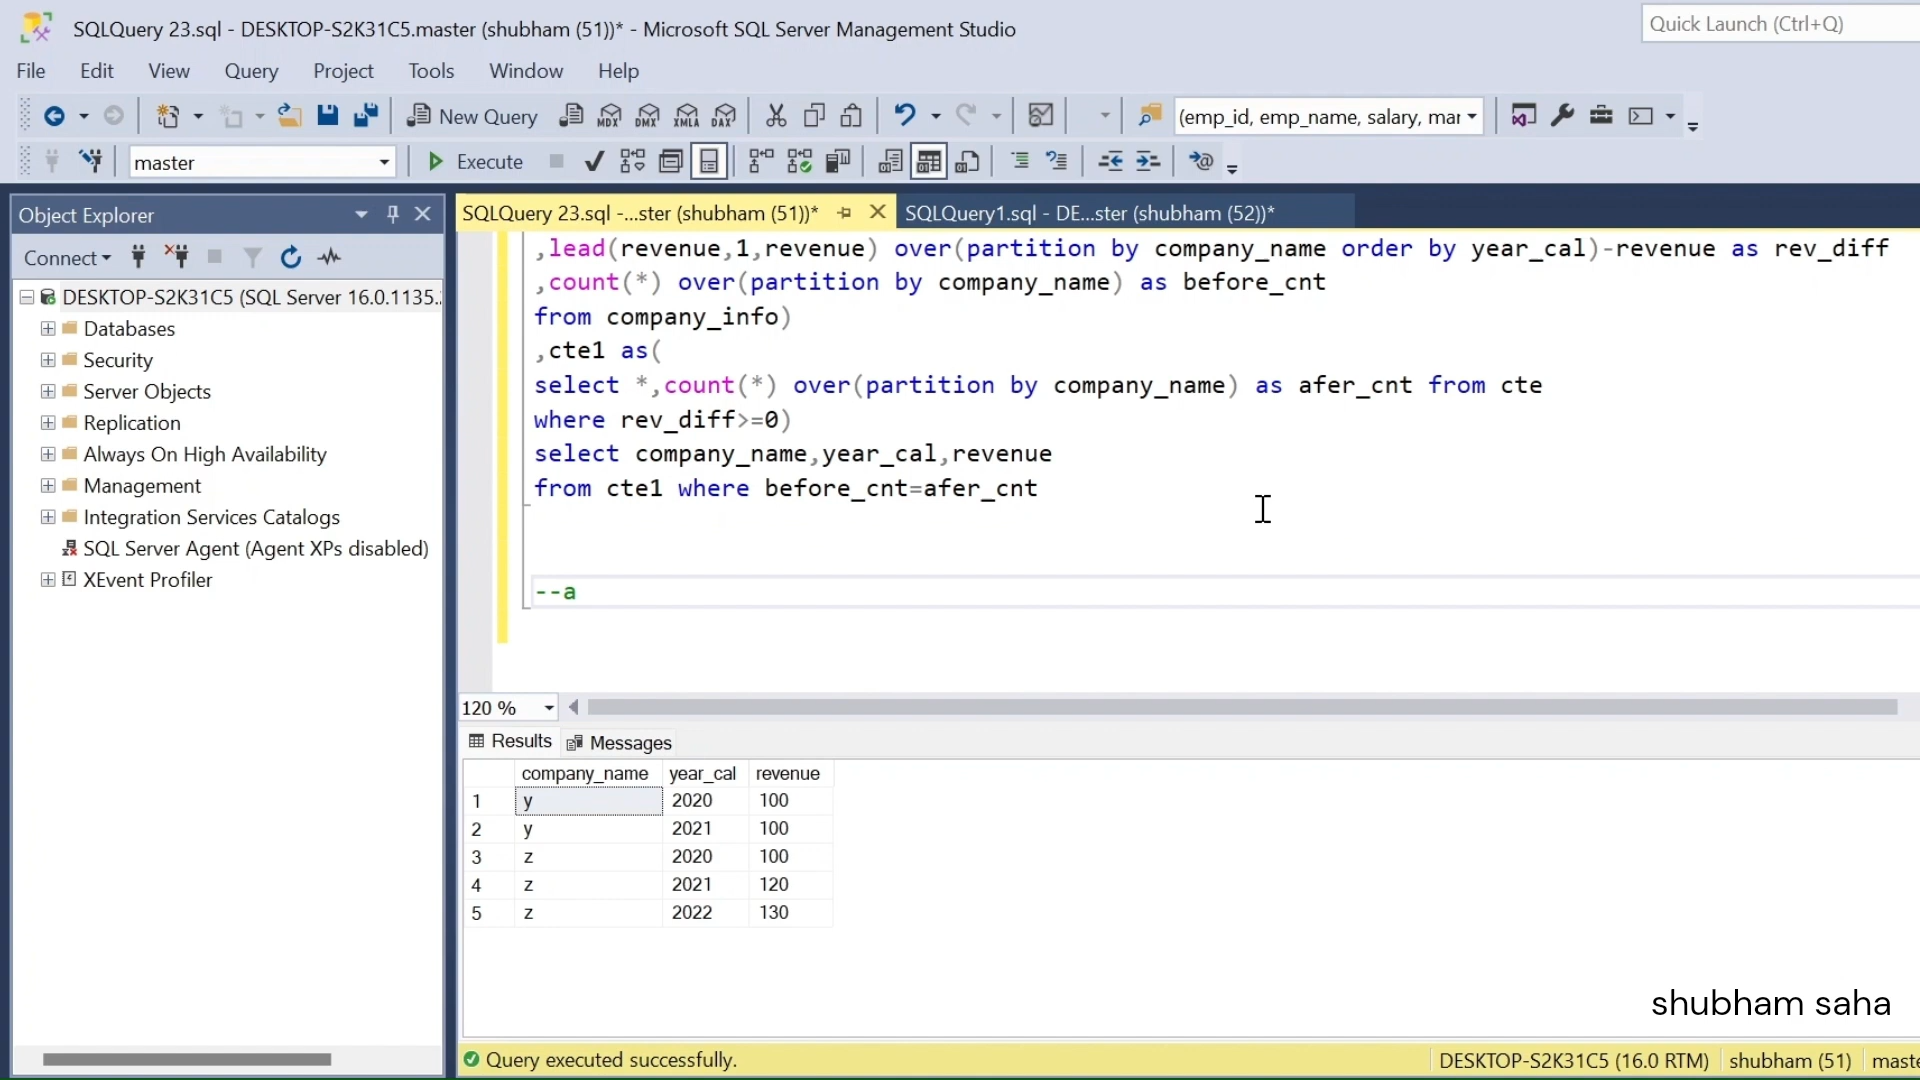 SQLQuery 23.sql - DESKTOP-S2K31C5.master (shubham (51))* - Microsoft SQL Server Management Studio
Quick Launch (Ctrl+Q)
File Edit View Query Project Tools Window Help
New Query MDX DMX XMLA DAX (emp_id, emp_name, salary, mar
master Execute
Object Explorer
SQLQuery 23.sql -...ster (shubham (51))* SQLQuery1.sql - DE...ster (shubham (52))*
Connect
DESKTOP-S2K31C5 (SQL Server 16.0.1135.
Databases
Security
Server Objects
Replication
Always On High Availability
Management
Integration Services Catalogs
SQL Server Agent (Agent XPs disabled)
XEvent Profiler
,lead(revenue,1,revenue) over(partition by company_name order by year_cal)-revenue as rev_diff
,count(*) over(partition by company_name) as before_cnt
from company_info)
,cte1 as(
select *,count(*) over(partition by company_name) as afer_cnt from cte
where rev_diff>=0)
select company_name,year_cal,revenue
from cte1 where before_cnt=afer_cnt
--a
120 %
Results Messages
company_name year_cal revenue
1 y 2020 100
2 y 2021 100
3 z 2020 100
4 z 2021 120
5 z 2022 130
shubham saha
Query executed successfully. DESKTOP-S2K31C5 (16.0 RTM) shubham (51) maste